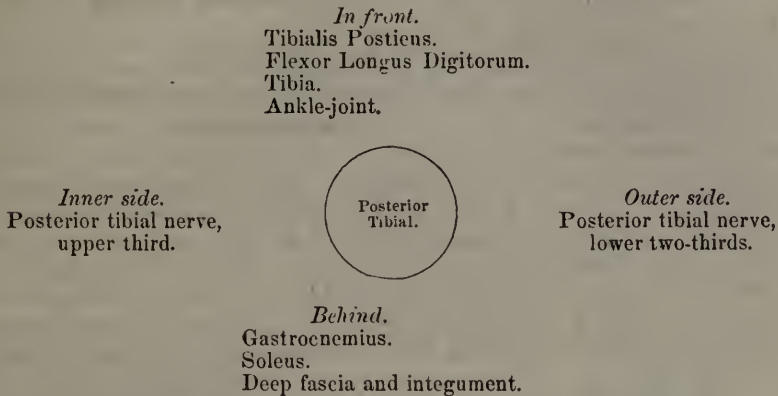 In front.
Tibialis Posticus.
Flexor Longus Digitorum.
Tibia.
Ankle-joint.
Inner side.
Posterior tibial nerve,
upper third.
Posterior
Tibial.
Outer side.
Posterior tibial nerve,
lower two-thirds.
Behind.
Gastrocnemius.
Soleus.
Deep fascia and integument.